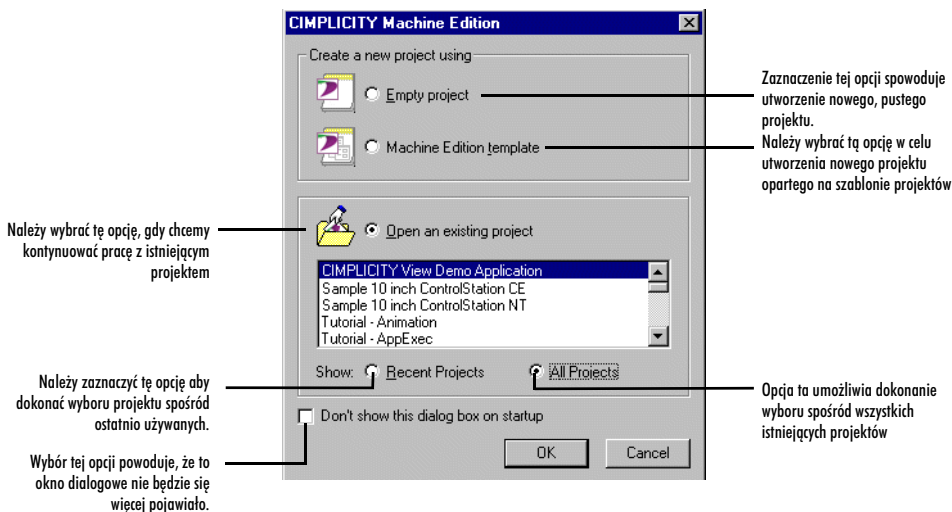 CIMPLICITY Machine Edition
Create a new project using
Empty project
Machine Edition template
Zaznaczenie tej opcji spowoduje
utworzenie nowego, pustego
projektu.
Należy wybrać tą opcję w celu
utworzenia nowego projektu
opartego na szablonie projektów
Należy wybrać tę opcję, gdy chcemy
kontynuować pracę z istniejącym
projektem
Open an existing project
CIMPLICITY View Demo Application
Sample 10 inch ControlStation CE
Sample 10 inch ControlStation NT
Tutorial - Animation
Tutorial - AppExec
Show: Recent Projects All Projects
Należy zaznaczyć tę opcję aby
dokonać wyboru projektu spośród
ostatnio używanych.
Opcja ta umożliwia dokonanie
wyboru spośród wszystkich
istniejących projektów
Don't show this dialog box on startup
OK Cancel
Wybór tej opcji powoduje, że to
okno dialogowe nie będzie się
więcej pojawiało.